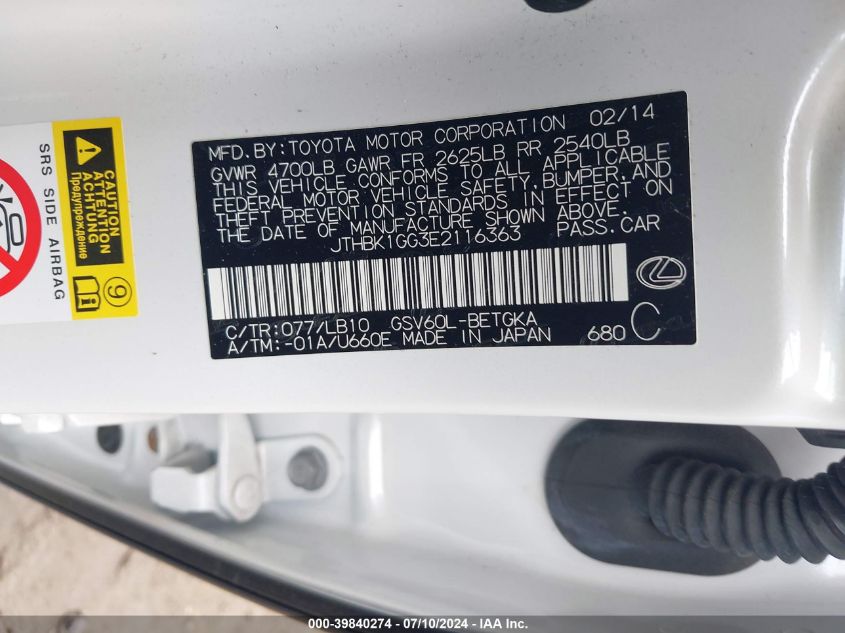 MFD.BY:TOYOTA MOTOR CORPORATION 02/14
GVWR 4700LB GAWR FR 2625LB RR 2540LB
THIS VEHICLE CONFORMS TO ALL APPLICABLE
FEDERAL MOTOR VEHICLE SAFETY,BUMPER,AND
THEFT PREVENTION STANDARDS IN EFFECT ON
THE DATE OF MANUFACTURE SHOWN ABOVE.
JTHBK1GG3E2116363 PASS.CAR
C/TR:077/LB10 GSV60L-BETGKA
A/TM:-01A/U660E MADE IN JAPAN 680 C
SRS SIDE AIRBAG
CAUTION
ATTENTION
ACHTUNG
Предупреждение
9
000-39840274 - 07/10/2024 - IAA Inc.